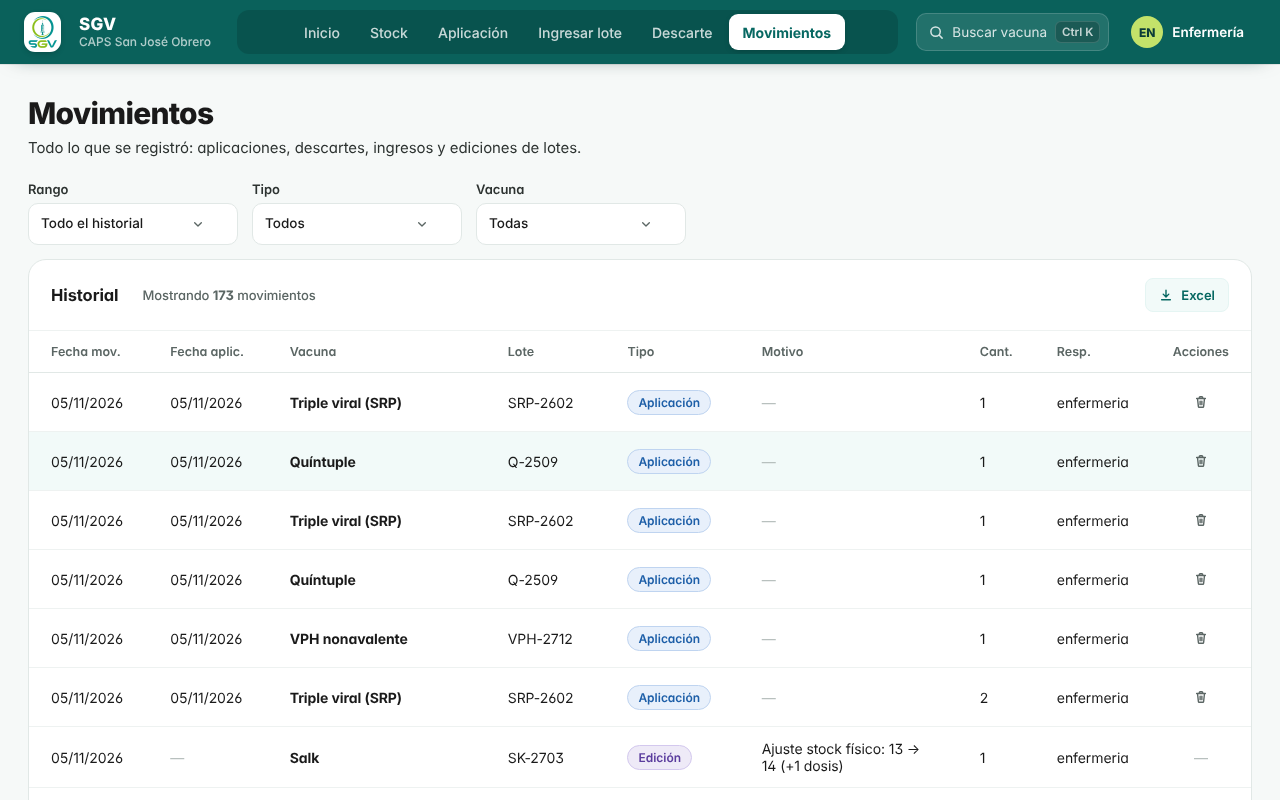 SGV
SGV
CAPS San José Obrero
Inicio
Stock
Aplicación
Ingresar lote
Descarte
Movimientos
Buscar vacuna
Ctrl K
EN
Enfermería
Movimientos
Todo lo que se registró: aplicaciones, descartes, ingresos y ediciones de lotes.
Rango
Tipo
Vacuna
Todo el historial
Todos
Todas
Historial
Mostrando 173 movimientos
Excel
Fecha mov. Fecha aplic. Vacuna Lote Tipo Motivo Cant. Resp. Acciones
05/11/2026 05/11/2026 Triple viral (SRP) SRP-2602 Aplicación — 1 enfermeria
05/11/2026 05/11/2026 Quíntuple Q-2509 Aplicación — 1 enfermeria
05/11/2026 05/11/2026 Triple viral (SRP) SRP-2602 Aplicación — 1 enfermeria
05/11/2026 05/11/2026 Quíntuple Q-2509 Aplicación — 1 enfermeria
05/11/2026 05/11/2026 VPH nonavalente VPH-2712 Aplicación — 1 enfermeria
05/11/2026 05/11/2026 Triple viral (SRP) SRP-2602 Aplicación — 2 enfermeria
05/11/2026 — Salk SK-2703 Edición Ajuste stock físico: 13 →
14 (+1 dosis) 1 enfermeria —